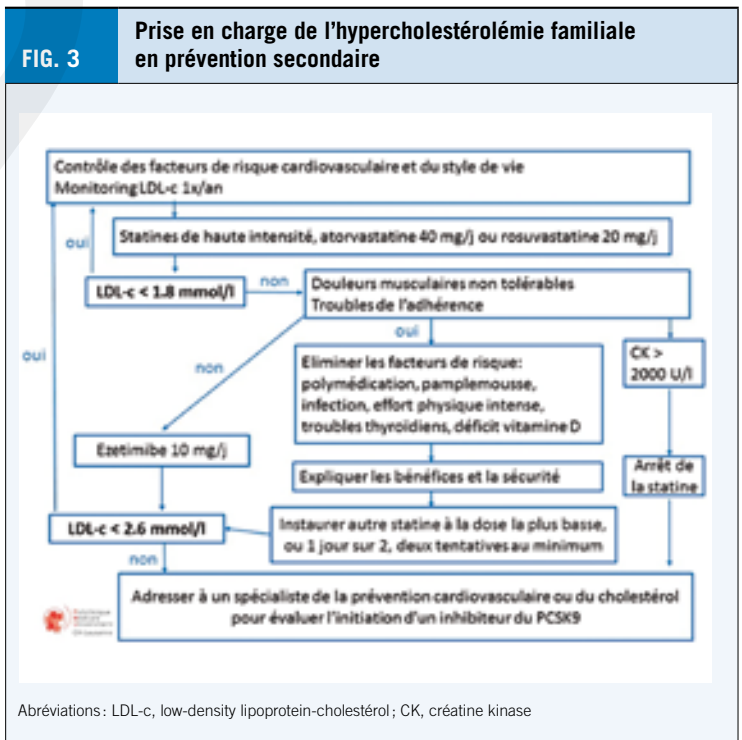 FIG. 3
Prise en charge de l'hypercholestérolémie familiale
en prévention secondaire
Contrôle des facteurs de risque cardiovasculaire et du style de vie
Monitoring LDL-c 1x/an
oui
Statines de haute intensité, atorvastatine 40 mg/j ou rosuvastatine 20 mg/j
LDL-c < 1.8 mmol/l
non
Douleurs musculaires non tolérables
Troubles de l'adhérence
oui
oui
non
CK >
2000 U/l
Eliminer les facteurs de risque:
polymédication, pamplemousse,
infection, effort physique intense,
troubles thyroïdiens, déficit vitamine D
Ezetimibe 10 mg/j
Expliquer les bénéfices et la sécurité
Arrêt de
la statine
LDL-c < 2.6 mmol/l
Instaurer autre statine à la dose la plus basse,
ou 1 jour sur 2, deux tentatives au minimum
non
Adresser à un spécialiste de la prévention cardiovasculaire ou du cholestérol
pour évaluer l'initiation d'un inhibiteur du PCSK9
Abréviations : LDL-c, low-density lipoprotein-cholestérol ; CK, créatine kinase